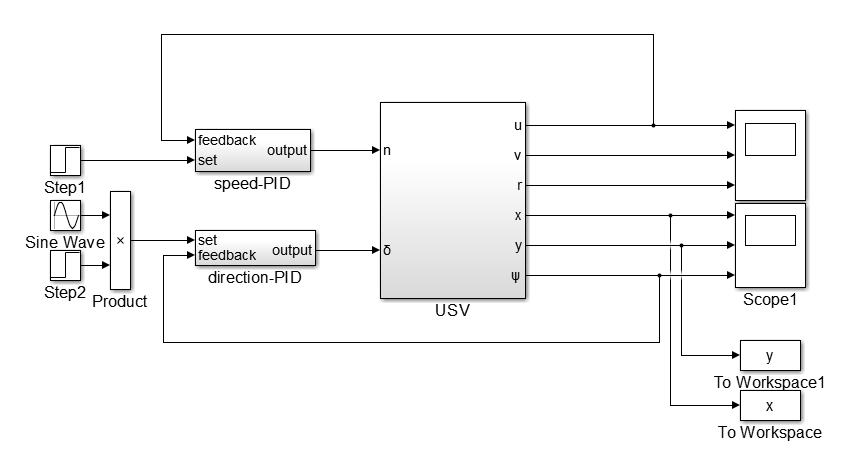 feedback
set
output
speed-PID
Step1
Sine Wave
Step2
×
Product
set
feedback
output
direction-PID
n
δ
u
v
r
x
y
ψ
USV
Scope1
y
To Workspace1
x
To Workspace